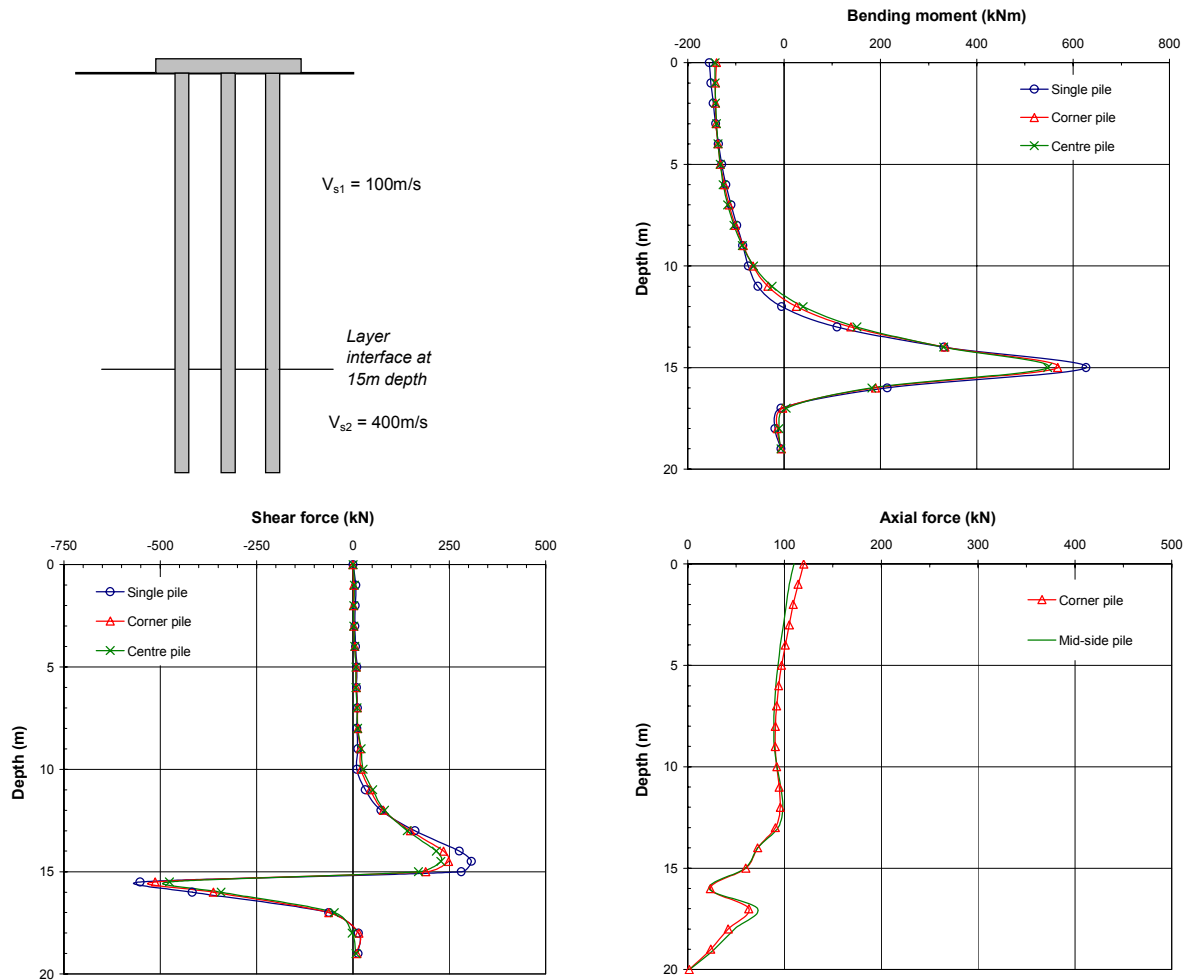 V_s1 = 100m/s
Layer
interface at
15m depth
V_s2 = 400m/s
Bending moment (kNm)
-200 0 200 400 600 800
0
5
10
15
20
Depth (m)
Single pile
Corner pile
Centre pile
Shear force (kN)
-750 -500 -250 0 250 500
0
5
10
15
20
Depth (m)
Single pile
Corner pile
Centre pile
Axial force (kN)
0 100 200 300 400 500
0
5
10
15
20
Depth (m)
Corner pile
Mid-side pile